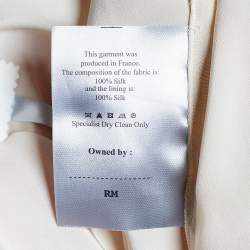 This garment was
produced in France.
The composition of the fabric is:
100% Silk
and the lining is:
100% Silk
Specialist Dry Clean Only
Owned by :
RM